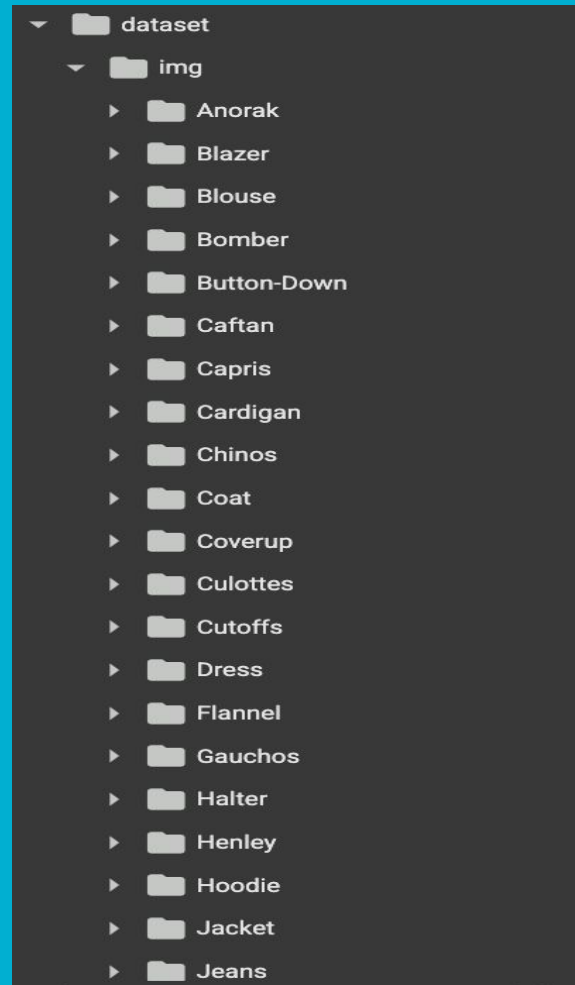 dataset
img
Anorak
Blazer
Blouse
Bomber
Button-Down
Caftan
Capris
Cardigan
Chinos
Coat
Coverup
Culottes
Cutoffs
Dress
Flannel
Gauchos
Halter
Henley
Hoodie
Jacket
Jeans